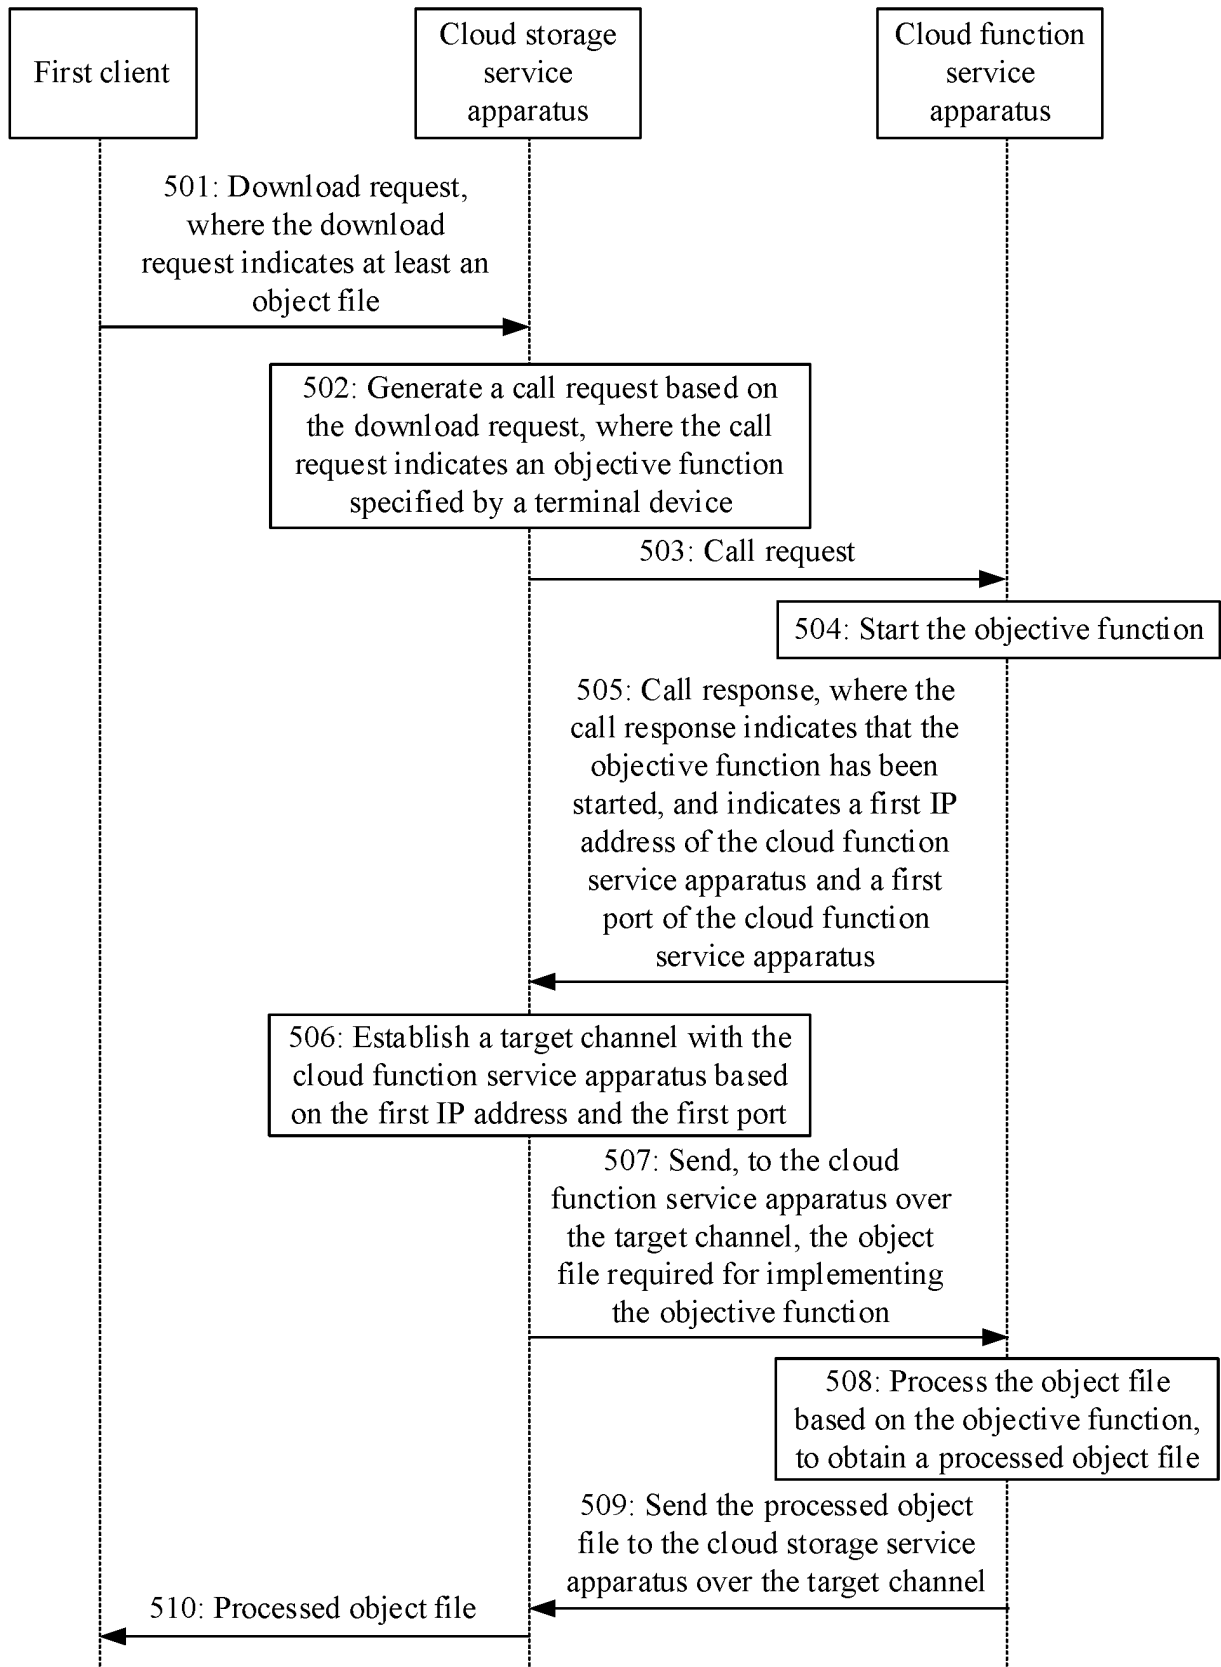 First client
Cloud storage
service
apparatus
Cloud function
service
apparatus
501: Download request,
where the download
request indicates at least an
object file
502: Generate a call request based on
the download request, where the call
request indicates an objective function
specified by a terminal device
503: Call request
504: Start the objective function
505: Call response, where the
call response indicates that the
objective function has been
started, and indicates a first IP
address of the cloud function
service apparatus and a first
port of the cloud function
service apparatus
506: Establish a target channel with the
cloud function service apparatus based
on the first IP address and the first port
507: Send, to the cloud
function service apparatus over
the target channel, the object
file required for implementing
the objective function
508: Process the object file
based on the objective function,
to obtain a processed object file
509: Send the processed object
file to the cloud storage service
apparatus over the target channel
510: Processed object file